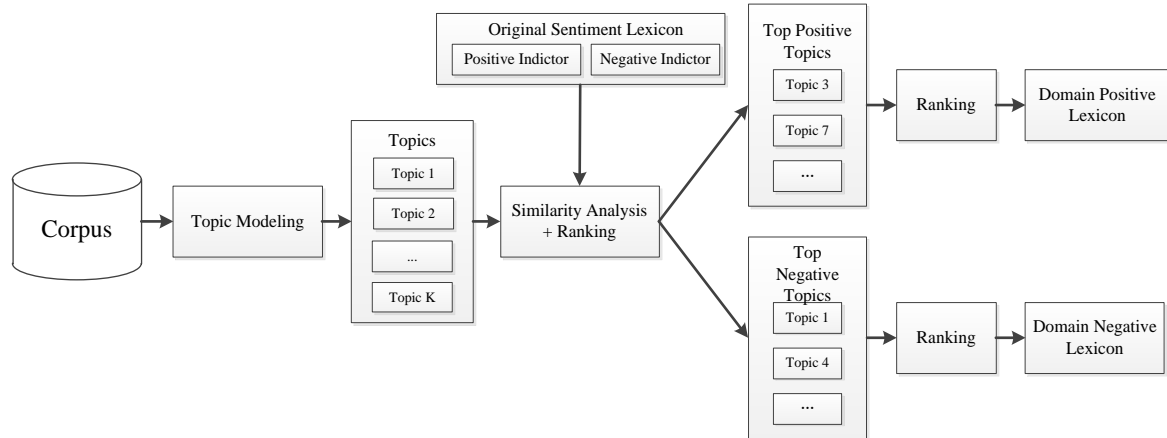 Original Sentiment Lexicon
Positive Indictor
Negative Indictor
Corpus
Topic Modeling
Topics
Topic 1
Topic 2
...
Topic K
Similarity Analysis
+ Ranking
Top Positive
Topics
Topic 3
Topic 7
...
Ranking
Domain Positive
Lexicon
Top
Negative
Topics
Topic 1
Topic 4
...
Ranking
Domain Negative
Lexicon